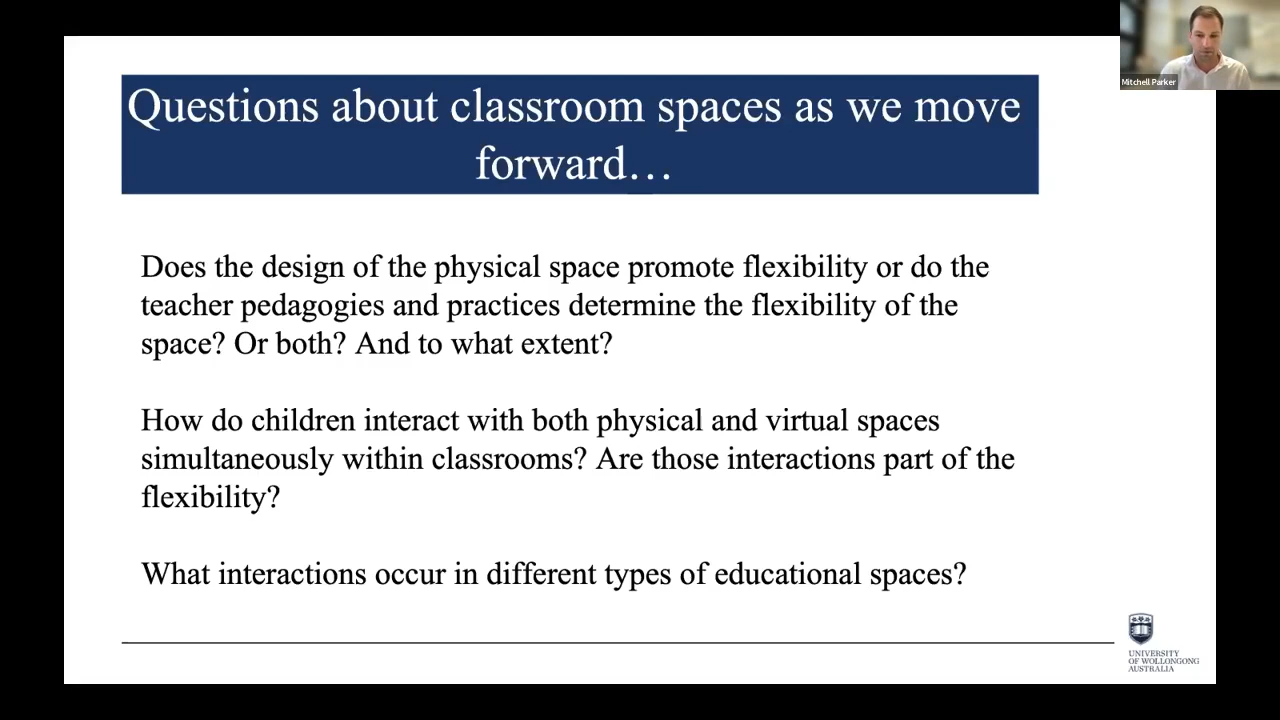 Questions about classroom spaces as we move
forward…
Mitchell Parker
Does the design of the physical space promote flexibility or do the
teacher pedagogies and practices determine the flexibility of the
space? Or both? And to what extent?
How do children interact with both physical and virtual spaces
simultaneously within classrooms? Are those interactions part of the
flexibility?
What interactions occur in different types of educational spaces?
UNIVERSITY
OF WOLLONGONG
AUSTRALIA